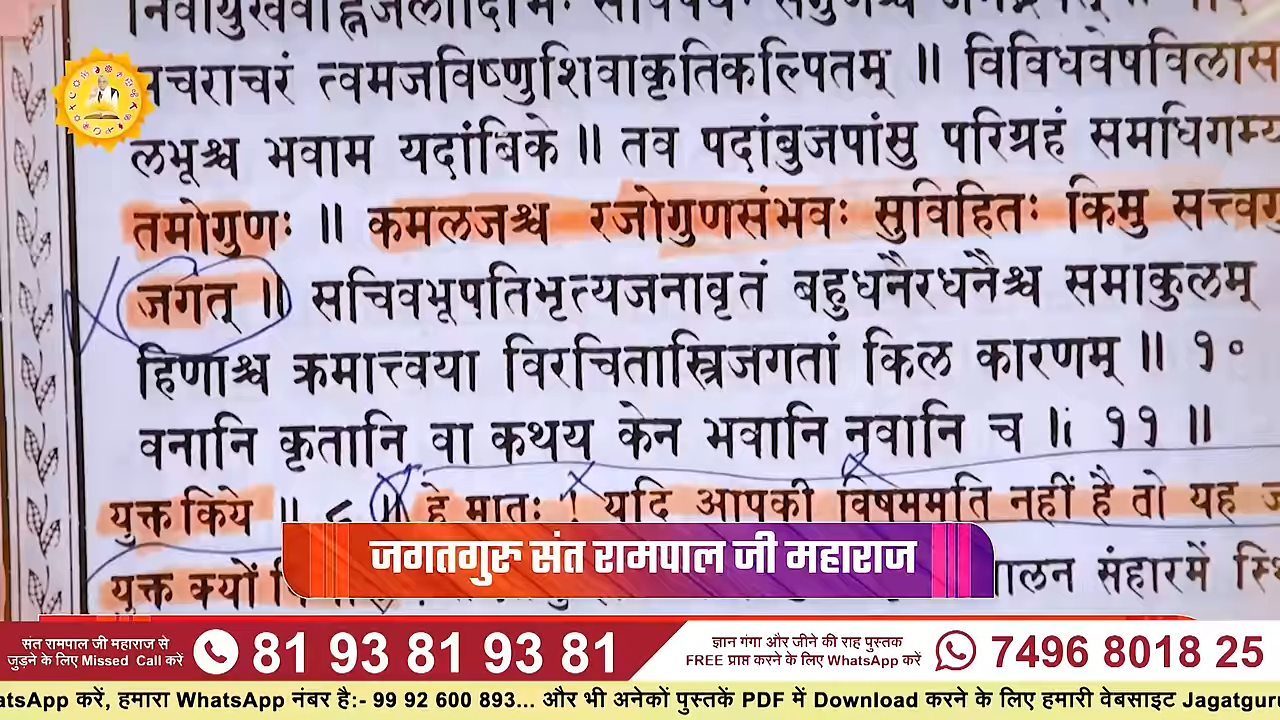 सचराचरं त्वमजविष्णुशिवाकृतिकल्पितम् ॥ विविधवेषविलास
लभूश्च भवाम यदांबिके ॥ तव पदांबुजपांसु परिग्रहं समधिगम्य
तमोगुणः ॥ कमलजश्च रजोगुणसंभवः सुविहितः किमु सत्त्वगु
जगत् ॥ सचिवभूपतिभृत्यजनावृतं बहुधनैरधनैश्च समाकुलम्
हिणाश्च क्रमात्त्वया विरचितास्त्रिजगतां किल कारणम् ॥ १०
वनानि कृतानि वा कथय केन भवानि नवानि च ॥ ११ ॥
युक्त किये ॥ ८ ॥ हे मातः ! यदि आपकी विषममति नहीं है तो यह
युक्त क्यों
पालन संहारमें
जगतगुरु संत रामपाल जी महाराज
संत रामपाल जी महाराज से
जुड़ने के लिए Missed Call करें
81 93 81 93 81
ज्ञान गंगा और जीने की राह पुस्तक
FREE प्राप्त करने के लिए WhatsApp करें
7496 8018 25
atsApp करें, हमारा WhatsApp नंबर है:- 99 92 600 893... और भी अनेकों पुस्तकें PDF में Download करने के लिए हमारी वेबसाइट Jagatguru